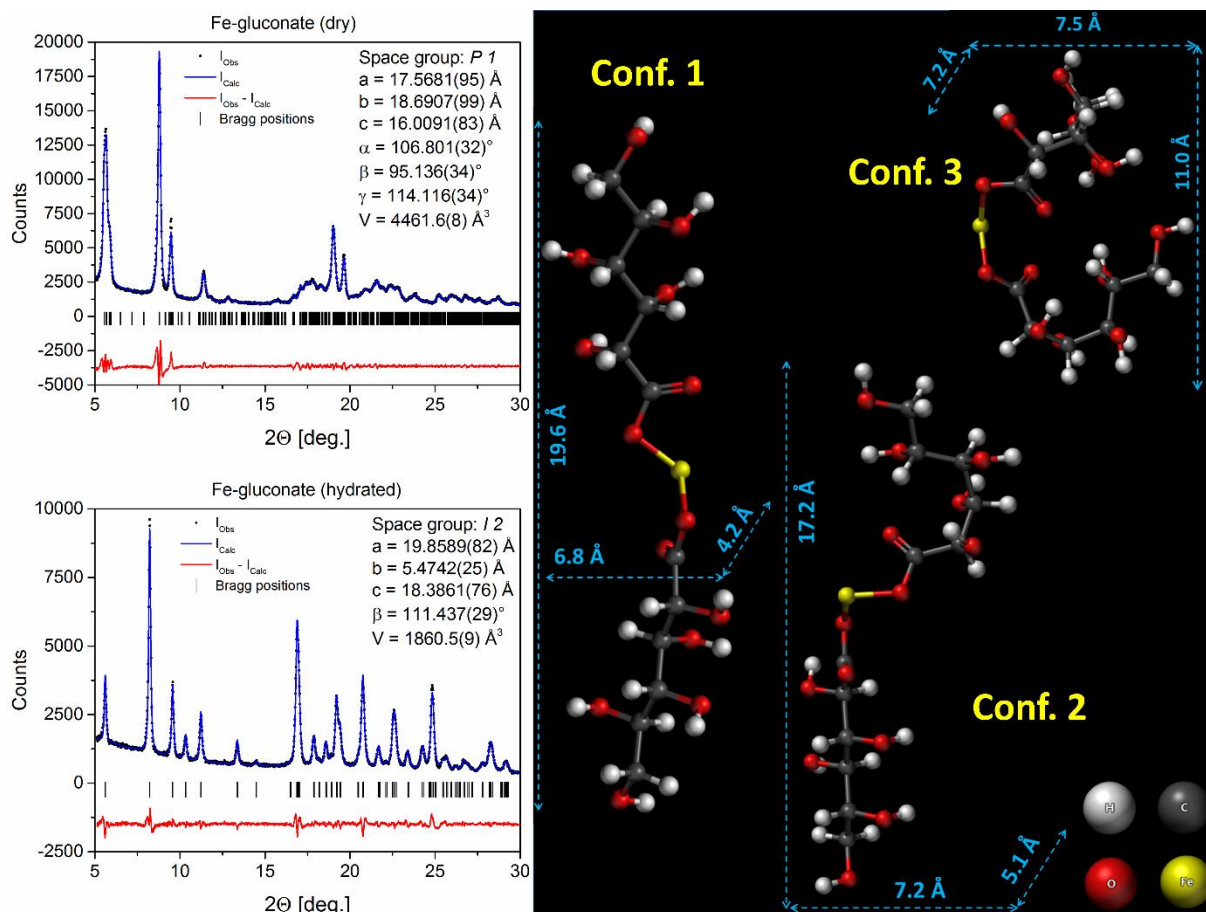 Fe-gluconate (dry)
20000
17500
15000
12500
10000
7500
5000
2500
0
-2500
-5000
Counts
I_Obs
I_Calc
I_Obs - I_Calc
Bragg positions
Space group: P 1
a = 17.5681(95) Å
b = 18.6907(99) Å
c = 16.0091(83) Å
α = 106.801(32)°
β = 95.136(34)°
γ = 114.116(34)°
V = 4461.6(8) Å³
5 10 15 20 25 30
2Θ [deg.]
Fe-gluconate (hydrated)
10000
7500
5000
2500
0
-2500
Counts
I_Obs
I_Calc
I_Obs - I_Calc
Bragg positions
Space group: I 2
a = 19.8589(82) Å
b = 5.4742(25) Å
c = 18.3861(76) Å
β = 111.437(29)°
V = 1860.5(9) Å³
5 10 15 20 25 30
2Θ [deg.]
Conf. 1
19.6 Å
6.8 Å
4.2 Å
Conf. 3
7.2 Å
7.5 Å
11.0 Å
Conf. 2
17.2 Å
7.2 Å
5.1 Å
H
C
O
Fe